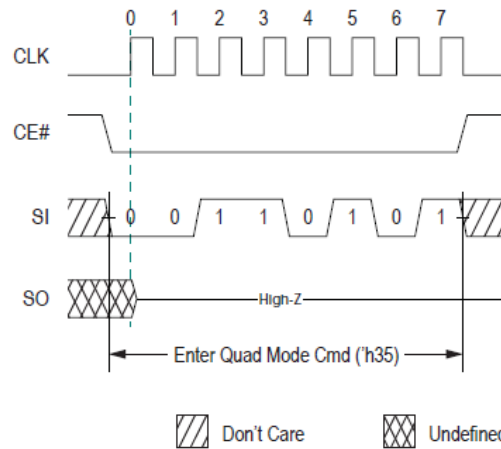 0 1 2 3 4 5 6 7
CLK
CE#
SI 0 0 1 1 0 1 0 1
SO High-Z
Enter Quad Mode Cmd ('h35)
Don't Care Undefined